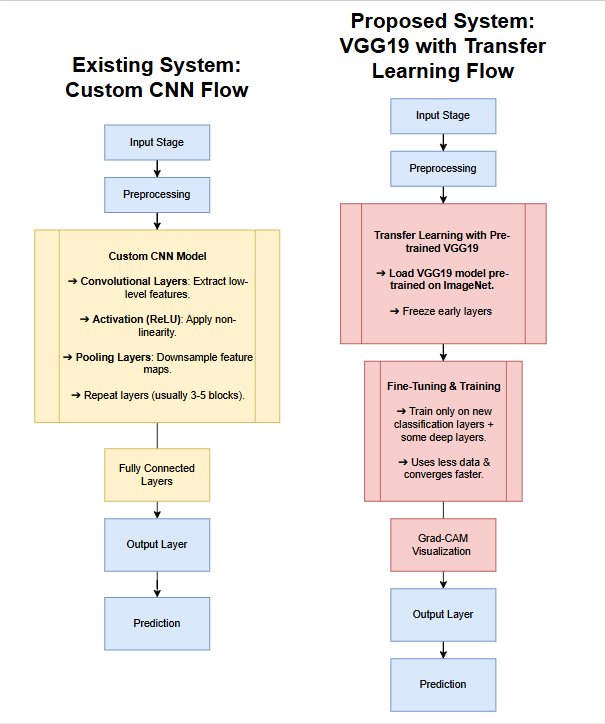 Existing System:
Custom CNN Flow
Input Stage
Preprocessing
Custom CNN Model
➔ Convolutional Layers: Extract low-
level features.
➔ Activation (ReLU): Apply non-
linearity.
➔ Pooling Layers: Downsample feature
maps.
➔ Repeat layers (usually 3-5 blocks).
Fully Connected
Layers
Output Layer
Prediction
Proposed System:
VGG19 with Transfer
Learning Flow
Input Stage
Preprocessing
Transfer Learning with Pre-
trained VGG19
➔ Load VGG19 model pre-
trained on ImageNet.
➔ Freeze early layers
Fine-Tuning & Training
➔ Train only on new
classification layers +
some deep layers.
➔ Uses less data &
converges faster.
Grad-CAM
Visualization
Output Layer
Prediction